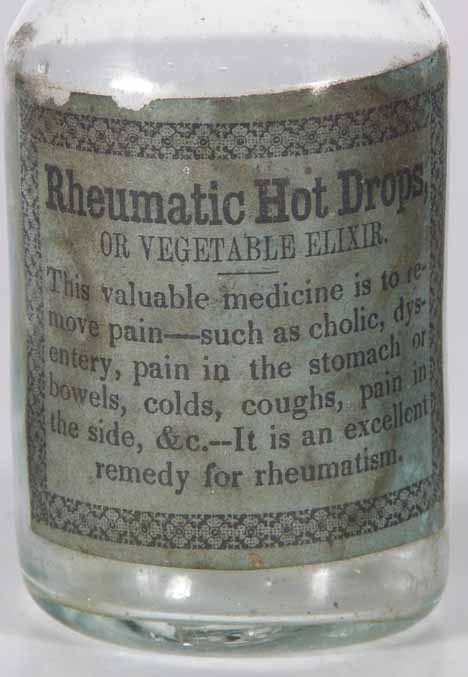 Rheumatic Hot Drops,
OR VEGETABLE ELIXIR.
This valuable medicine is to re-
move pain—such as cholic, dys-
entery, pain in the stomach or
bowels, colds, coughs, pain in
the side, &c.--It is an excellent
remedy for rheumatism.